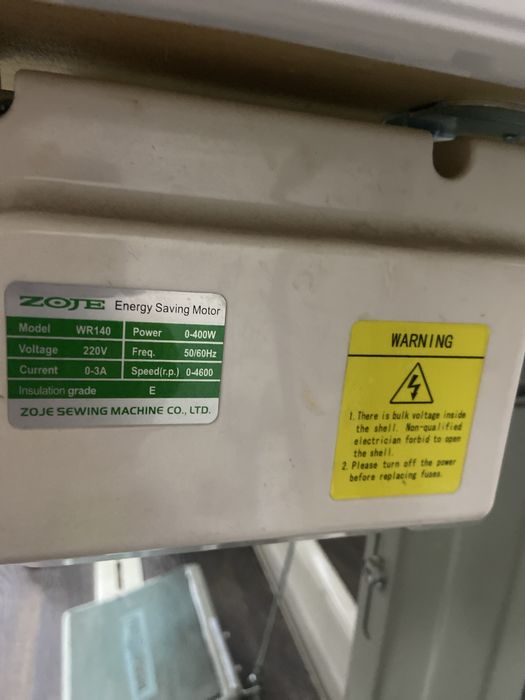 ZOJE Energy Saving Motor
Model WR140 Power 0-400W
Voltage 220V Freq. 50/60Hz
Current 0-3A Speed(r.p.) 0-4600
Insulation grade E
ZOJE SEWING MACHINE CO., LTD.
WARNING
1. There is bulk voltage inside
the shell. Non-qualified
electrician forbid to open
the shell.
2. Please turn off the power
before replacing fuses.